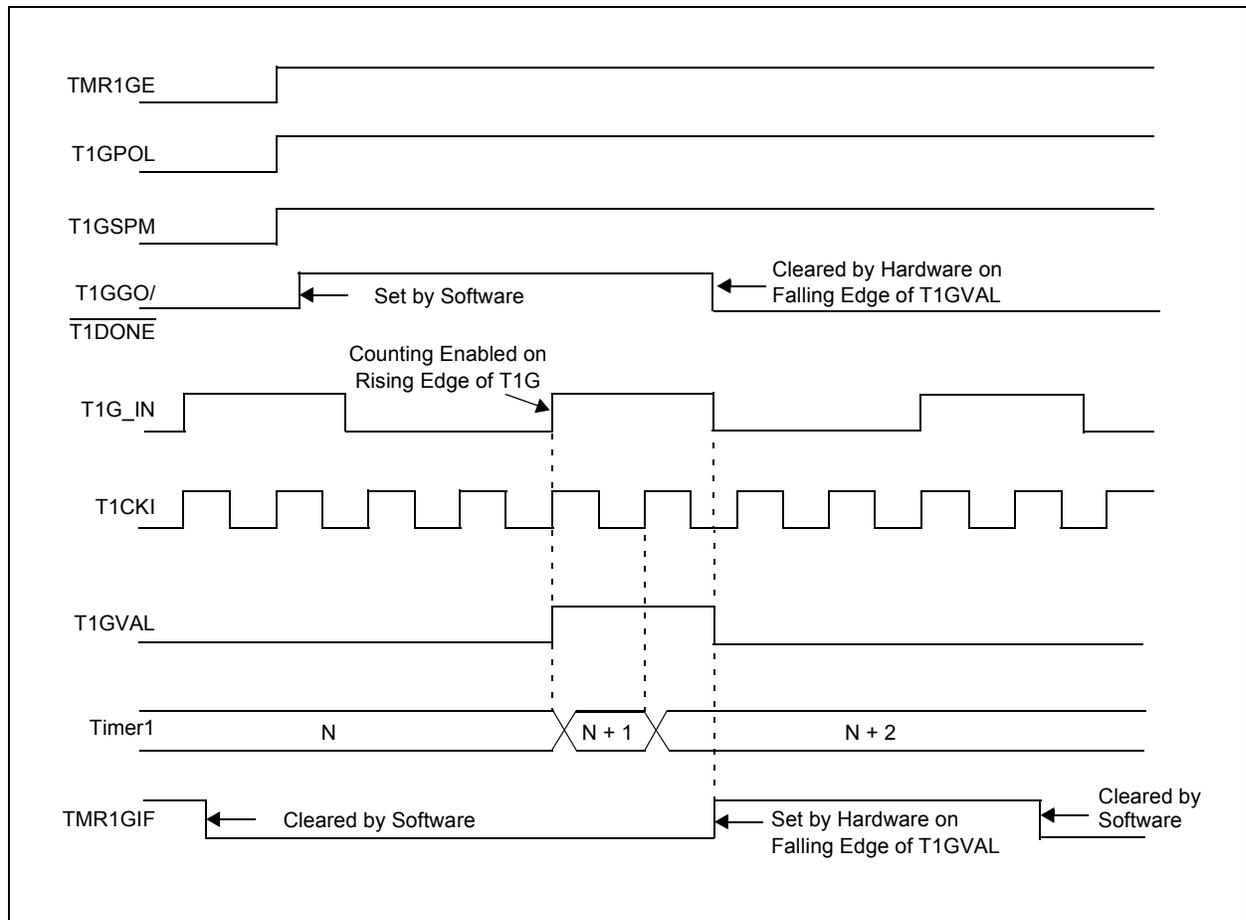 TMR1GE
T1GPOL
T1GSPM
T1GGO/
T1DONE
Set by Software
Cleared by Hardware on
Falling Edge of T1GVAL
Counting Enabled on
Rising Edge of T1G
T1G_IN
T1CKI
T1GVAL
Timer1
N
N + 1
N + 2
TMR1GIF
Cleared by Software
Set by Hardware on
Falling Edge of T1GVAL
Cleared by
Software